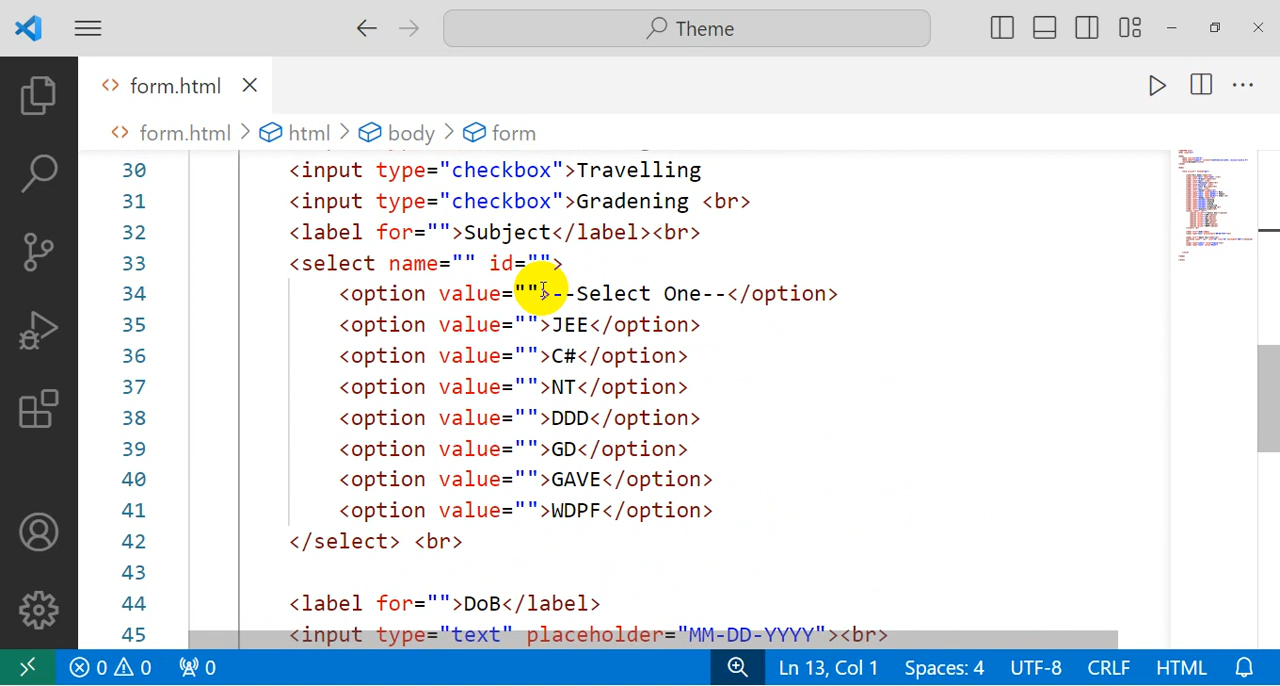 Theme
form.html
form.html > html > body > form
30 <input type="checkbox">Travelling
31 <input type="checkbox">Gradening <br>
32 <label for="">Subject</label><br>
33 <select name="" id="">
34 <option value="">--Select One--</option>
35 <option value="">JEE</option>
36 <option value="">C#</option>
37 <option value="">NT</option>
38 <option value="">DDD</option>
39 <option value="">GD</option>
40 <option value="">GAVE</option>
41 <option value="">WDPF</option>
42 </select> <br>
43
44 <label for="">DoB</label>
45 <input type="text" placeholder="MM-DD-YYYY"><br>
0 0 0 Ln 13, Col 1 Spaces: 4 UTF-8 CRLF HTML